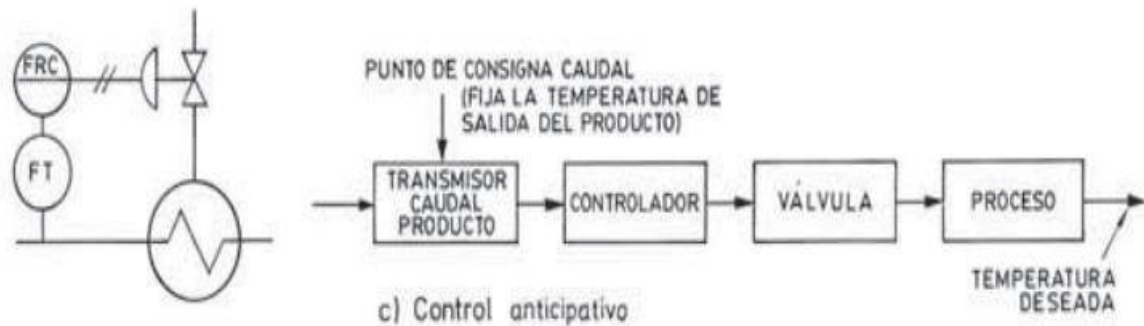 FRC
FT
PUNTO DE CONSIGNA CAUDAL
(FIJA LA TEMPERATURA DE
SALIDA DEL PRODUCTO)
TRANSMISOR
CAUDAL
PRODUCTO
CONTROLADOR
VÁLVULA
PROCESO
TEMPERATURA
DESEADA
c) Control anticipativo